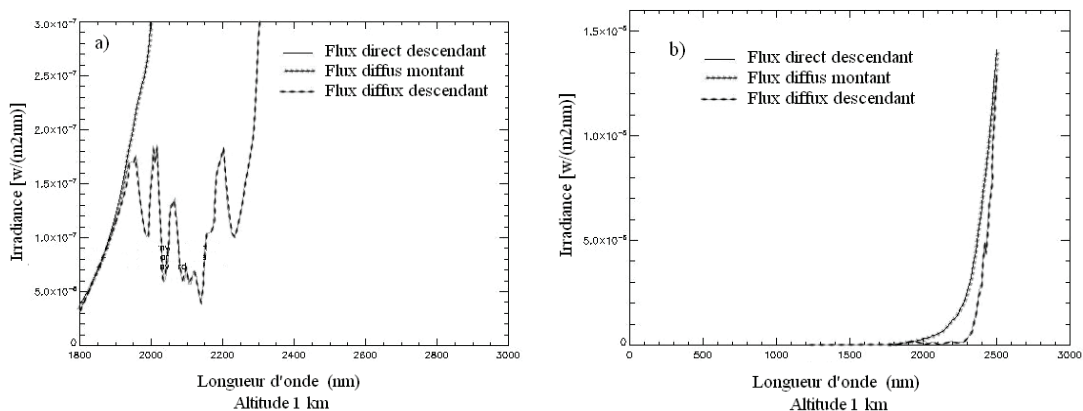 a)
Flux direct descendant
Flux diffus montant
Flux diffux descendant
3.0×10⁻⁷
2.5×10⁻⁷
2.0×10⁻⁷
1.5×10⁻⁷
1.0×10⁻⁷
5.0×10⁻⁸
0
Irradiance [w/(m2nm)]
1800 2000 2200 2400 2600 2800 3000
Longueur d'onde (nm)
Altitude 1 km
b)
Flux direct descendant
Flux diffus montant
Flux diffux descendant
1.5×10⁻⁵
1.0×10⁻⁵
5.0×10⁻⁶
0
Irradiance [w/(m2nm)]
0 500 1000 1500 2000 2500 3000
Longueur d'onde (nm)
Altitude 1 km